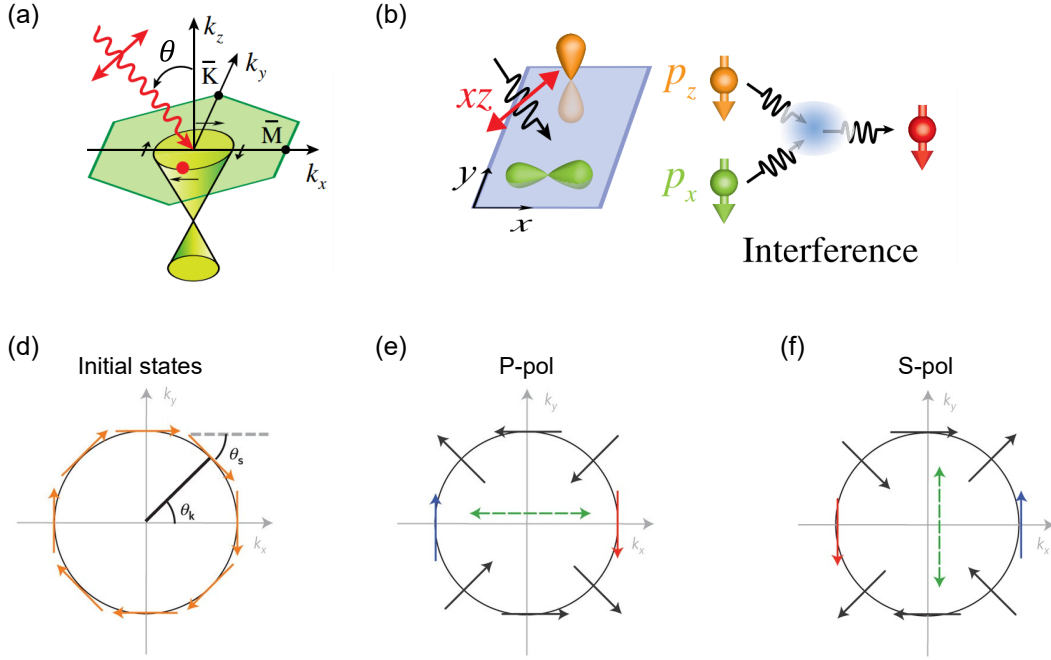 (a)
k_z
θ
K̅
k_y
M̅
k_x
(b)
xz
y
x
p_z
p_x
Interference
(d)
Initial states
k_y
θ_s
θ_k
k_x
(e)
P-pol
k_y
k_x
(f)
S-pol
k_y
k_x